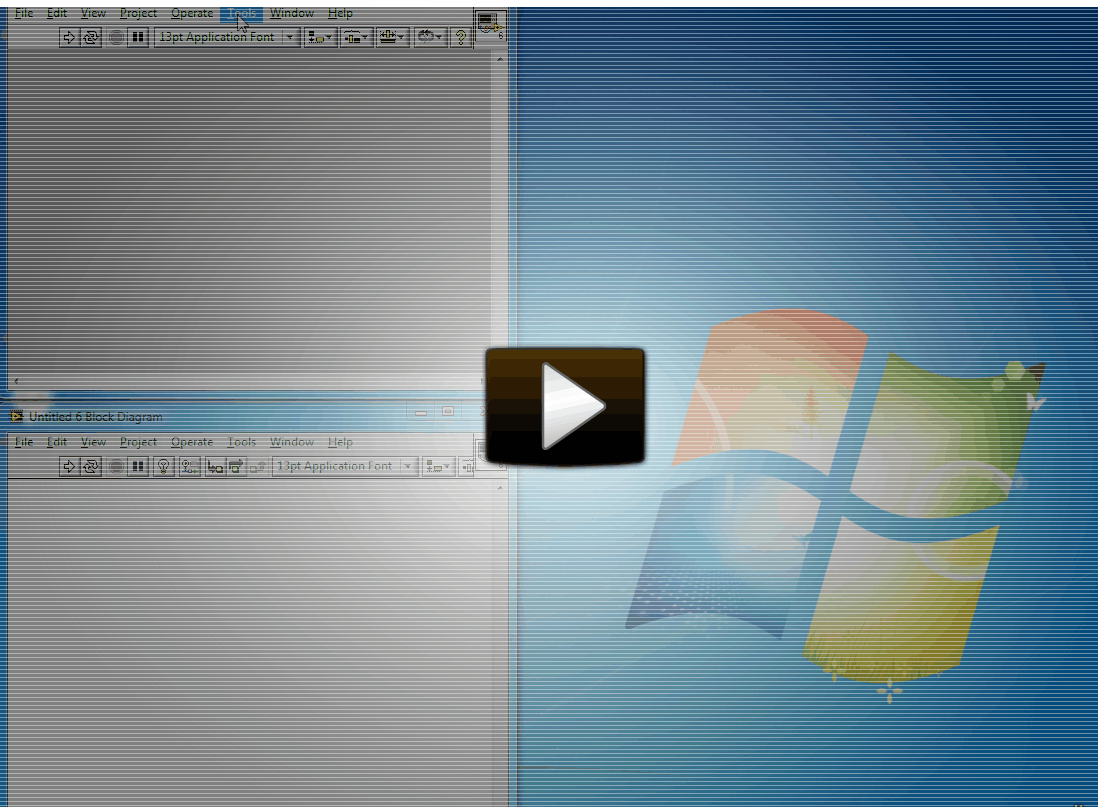 File Edit View Project Operate Tools Window Help
13pt Application Font
6
Untitled 6 Block Diagram
File Edit View Project Operate Tools Window Help
13pt Application Font